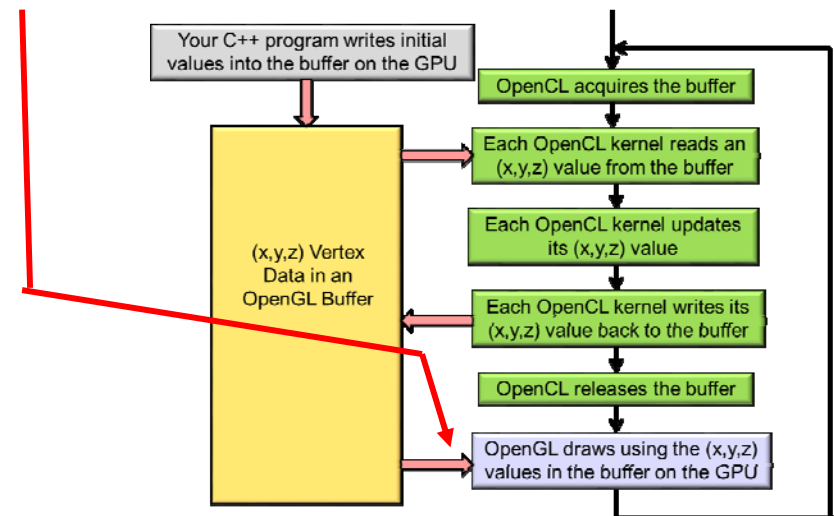 Your C++ program writes initial
values into the buffer on the GPU
OpenCL acquires the buffer
Each OpenCL kernel reads an
(x,y,z) value from the buffer
Each OpenCL kernel updates
its (x,y,z) value
(x,y,z) Vertex
Data in an
OpenGL Buffer
Each OpenCL kernel writes its
(x,y,z) value back to the buffer
OpenCL releases the buffer
OpenGL draws using the (x,y,z)
values in the buffer on the GPU